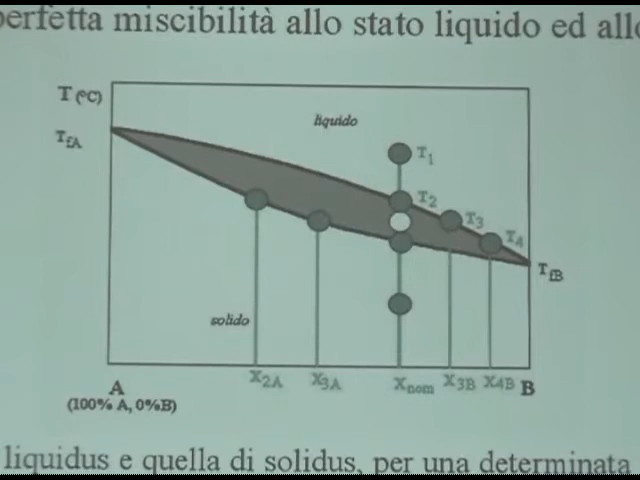 perfetta miscibilità allo stato liquido ed allo
T (°C)
liquido
TfA
T1
T2
T3
T4
TfB
solido
X2A
X3A
Xnom
X3B
X4B
A
B
(100% A, 0%B)
liquidus e quella di solidus, per una determinata